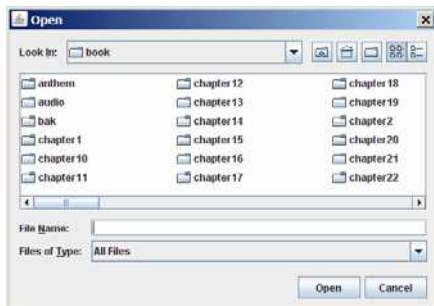 Open
Look In: book
anthem chapter12 chapter18
audio chapter13 chapter19
bak chapter14 chapter2
chapter1 chapter15 chapter20
chapter10 chapter16 chapter21
chapter11 chapter17 chapter22
File Name:
Files of Type: All Files
Open Cancel